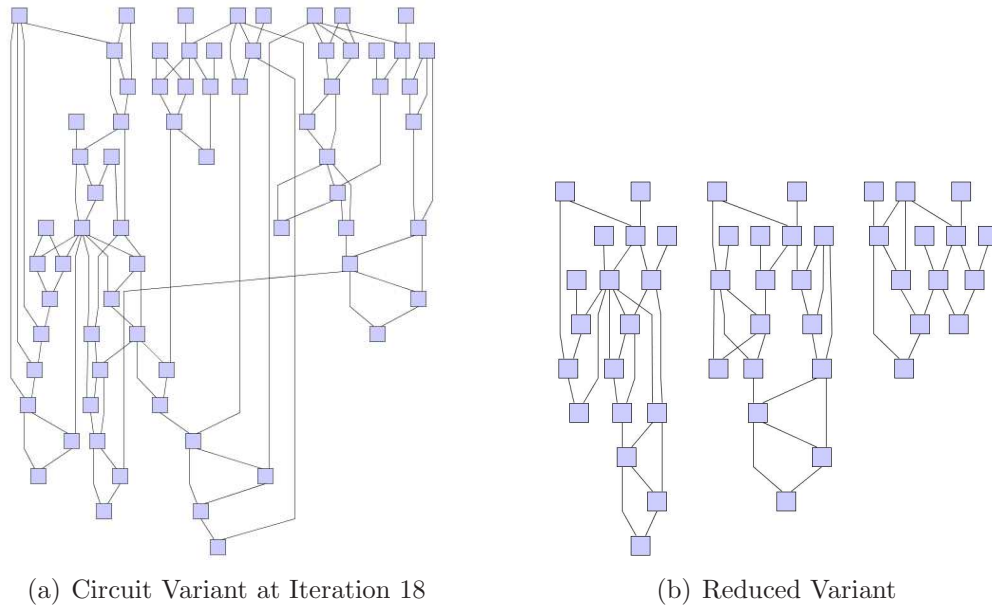 (a) Circuit Variant at Iteration 18
(b) Reduced Variant